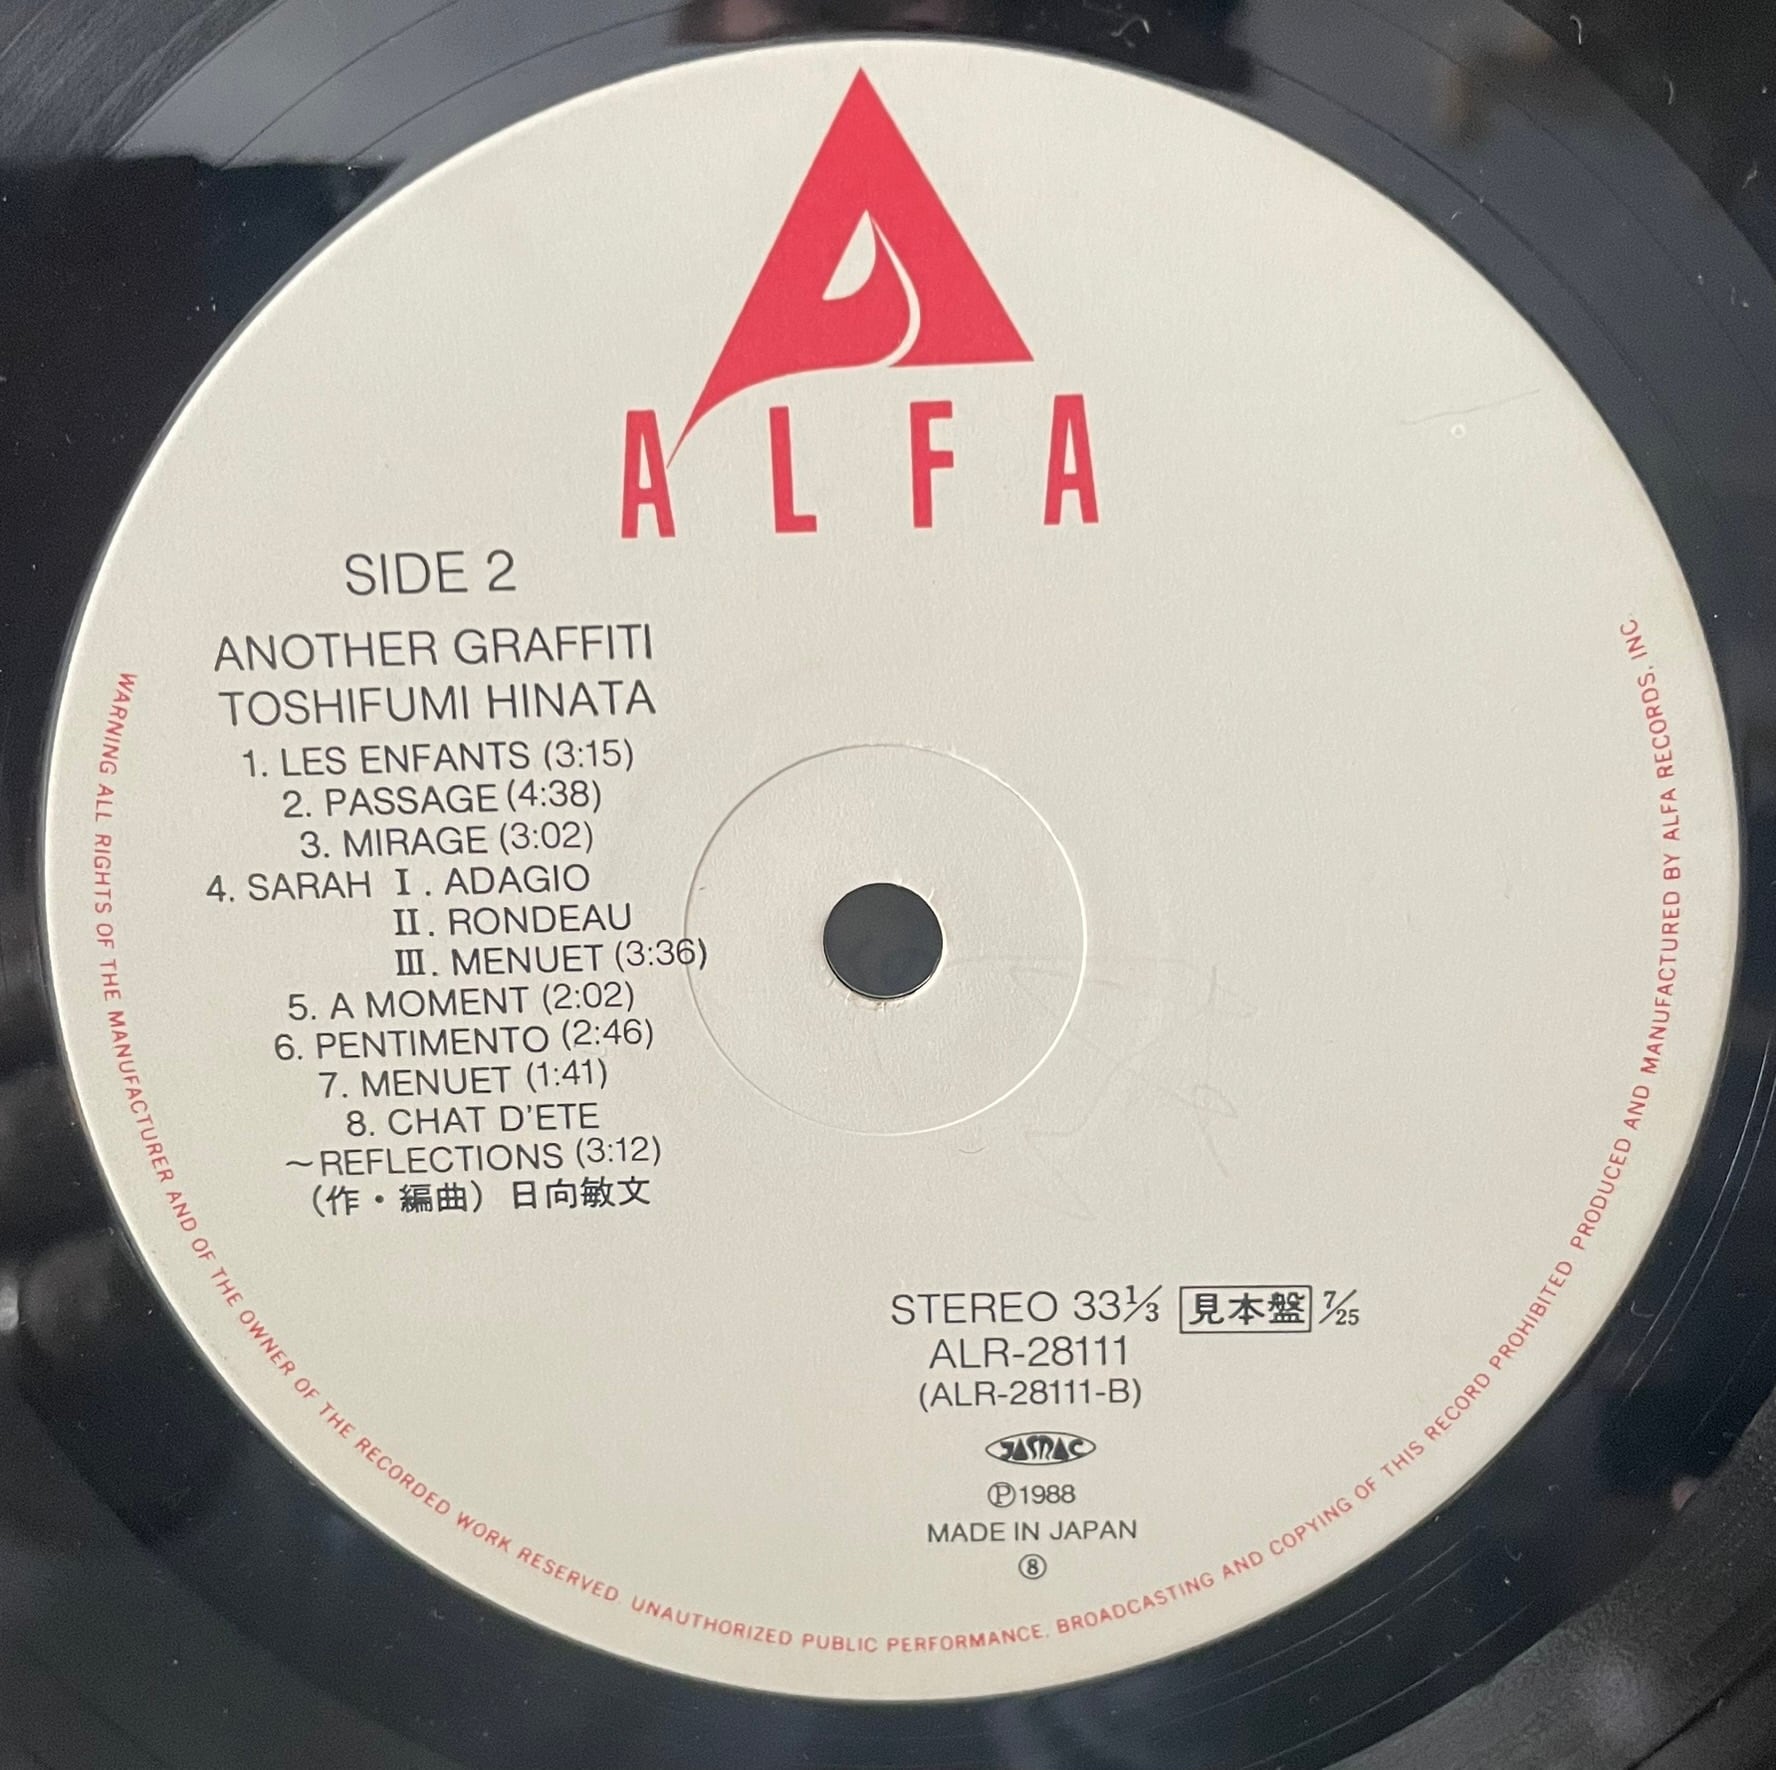 ALFA
SIDE 2
ANOTHER GRAFFITI
TOSHIFUMI HINATA
1. LES ENFANTS (3:15)
2. PASSAGE (4:38)
3. MIRAGE (3:02)
4. SARAH Ⅰ. ADAGIO
Ⅱ. RONDEAU
Ⅲ. MENUET (3:36)
5. A MOMENT (2:02)
6. PENTIMENTO (2:46)
7. MENUET (1:41)
8. CHAT D'ETE
~REFLECTIONS (3:12)
(作・編曲) 日向敏文
STEREO 33⅓ 見本盤 7/25
ALR-28111
(ALR-28111-B)
JASRAC
Ⓟ1988
MADE IN JAPAN
⑧
WARNING ALL RIGHTS OF THE MANUFACTURER AND OF THE OWNER OF THE RECORDED WORK RESERVED. UNAUTHORIZED PUBLIC PERFORMANCE. BROADCASTING AND COPYING OF THIS RECORD PROHIBITED PRODUCED AND MANUFACTURED BY ALFA RECORDS, INC.